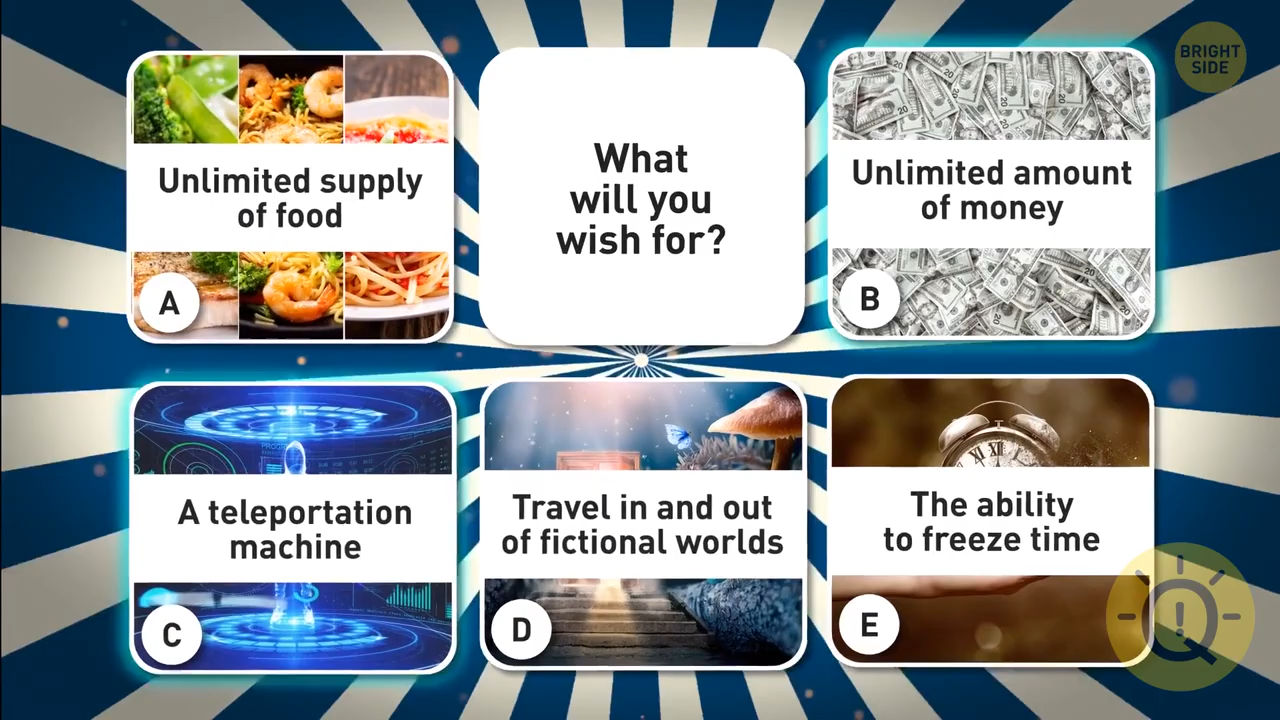 Unlimited supply
of food
A
What
will you
wish for?
Unlimited amount
of money
B
BRIGHT
SIDE
A teleportation
machine
C
Travel in and out
of fictional worlds
D
The ability
to freeze time
E